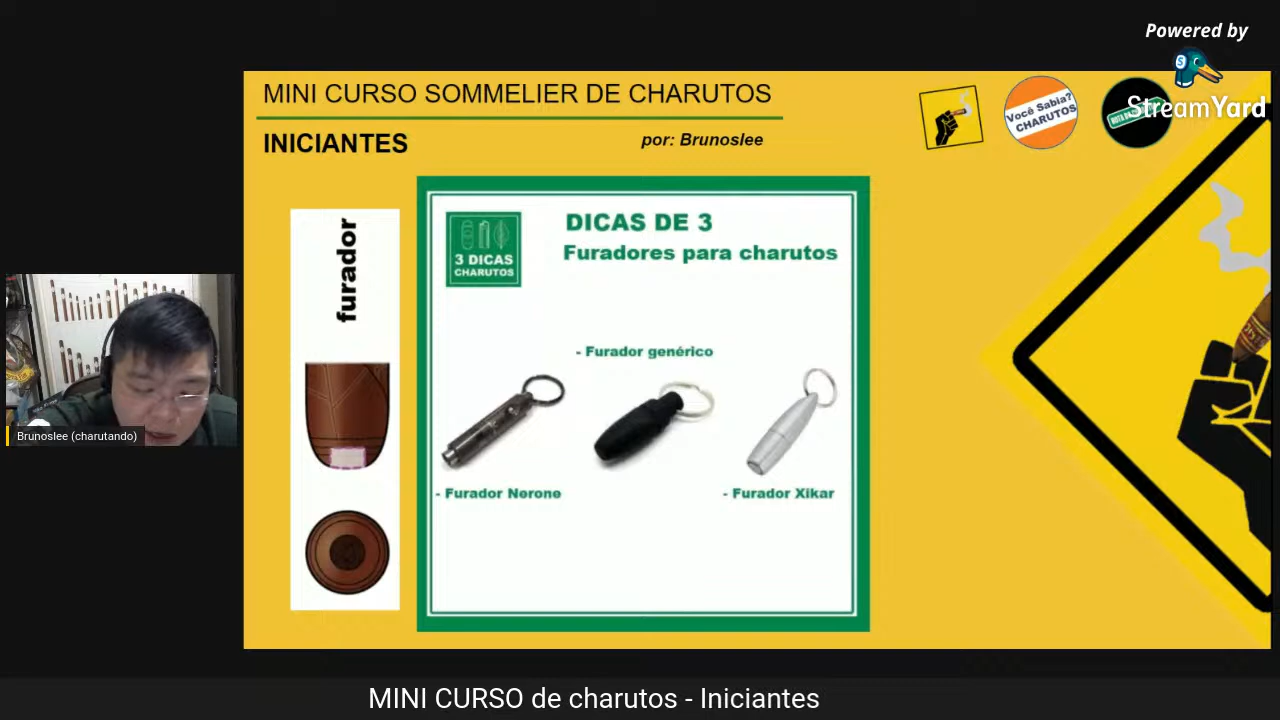 Powered by
StreamYard
MINI CURSO SOMMELIER DE CHARUTOS
INICIANTES
por: Brunoslee
Você Sabia?
CHARUTOS
furador
3 DICAS
CHARUTOS
DICAS DE 3
Furadores para charutos
- Furador genérico
- Furador Nerone
- Furador Xikar
Brunoslee (charutando)
MINI CURSO de charutos - Iniciantes